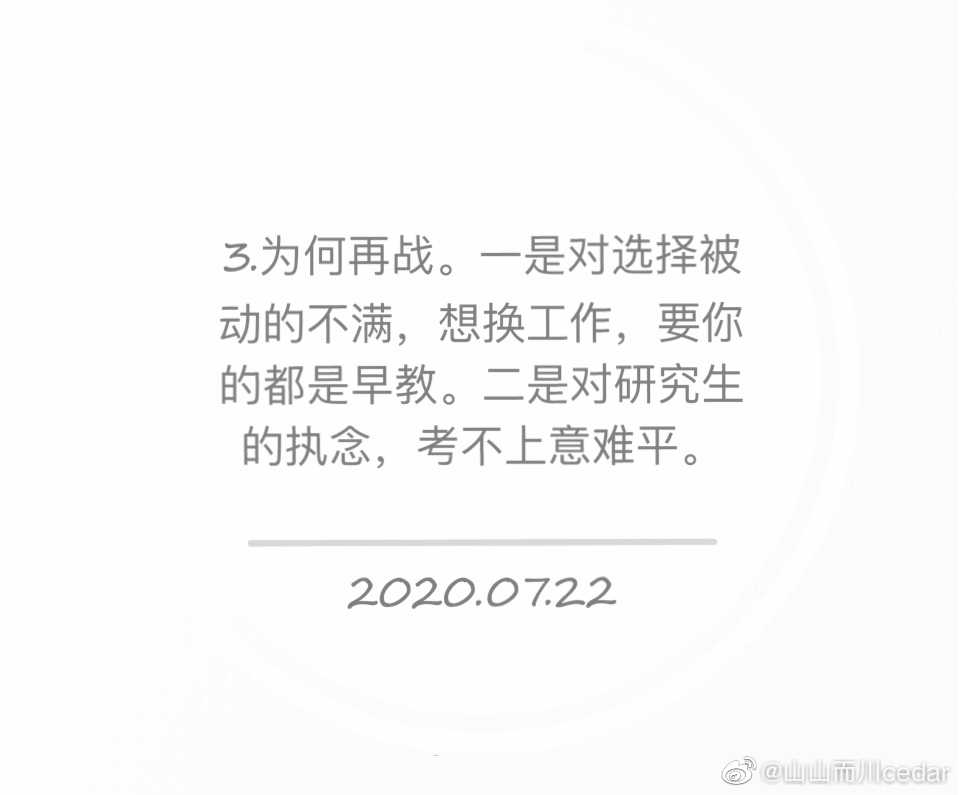 3.为何再战。一是对选择被
动的不满，想换工作，要你
的都是早教。二是对研究生
的执念，考不上意难平。
2020.07.22
@山山而川cedar